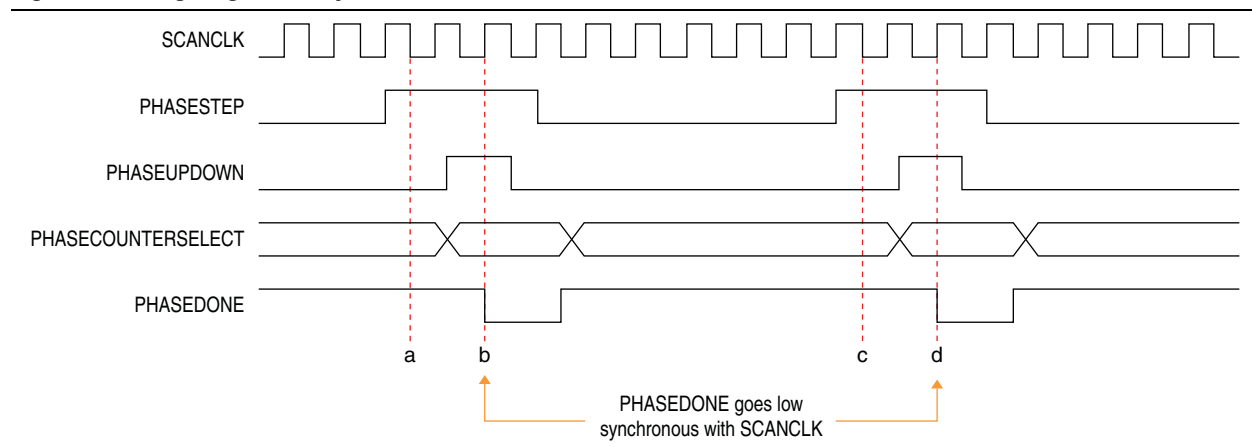 SCANCLK
PHASESTEP
PHASEUPDOWN
PHASECOUNTERSELECT
PHASEDONE
a b c d
PHASEDONE goes low
synchronous with SCANCLK